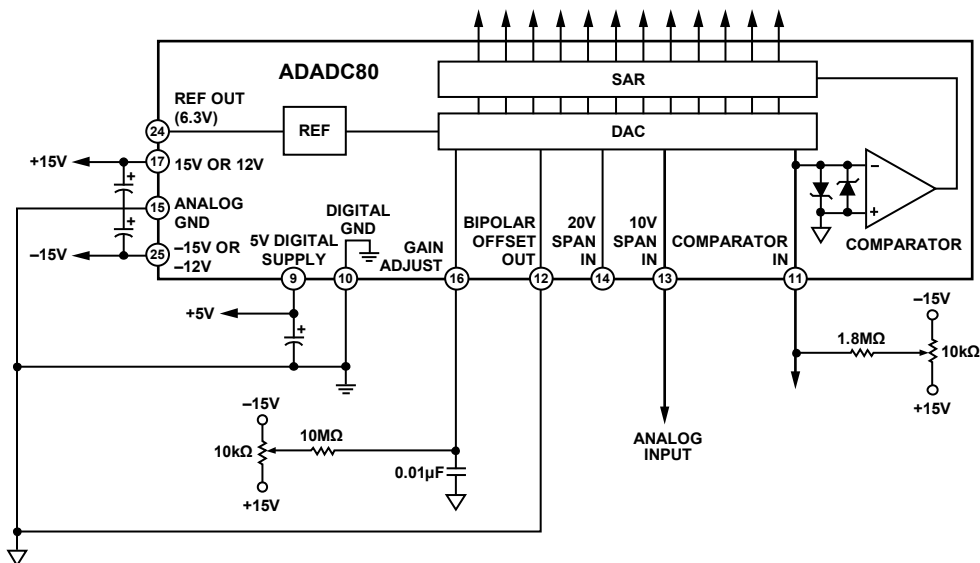 ADADC80
SAR
DAC
REF
REF OUT
(6.3V)
24
+15V
17
15V OR 12V
15
ANALOG
GND
–15V
25
–15V OR
–12V
5V DIGITAL
SUPPLY
9
DIGITAL
GND
10
GAIN
ADJUST
16
BIPOLAR
OFFSET
OUT
12
20V
SPAN
IN
14
10V
SPAN
IN
13
COMPARATOR
IN
11
–
+
COMPARATOR
+
+
+5V
+
–15V
10kΩ
+15V
10MΩ
0.01µF
ANALOG
INPUT
1.8MΩ
–15V
10kΩ
+15V